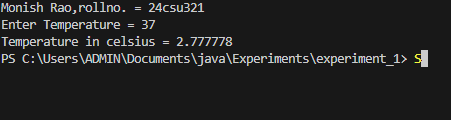 Monish Rao,rollno. = 24csu321
Enter Temperature = 37
Temperature in celsius = 2.777778
PS C:\Users\ADMIN\Documents\java\Experiments\experiment_1> S